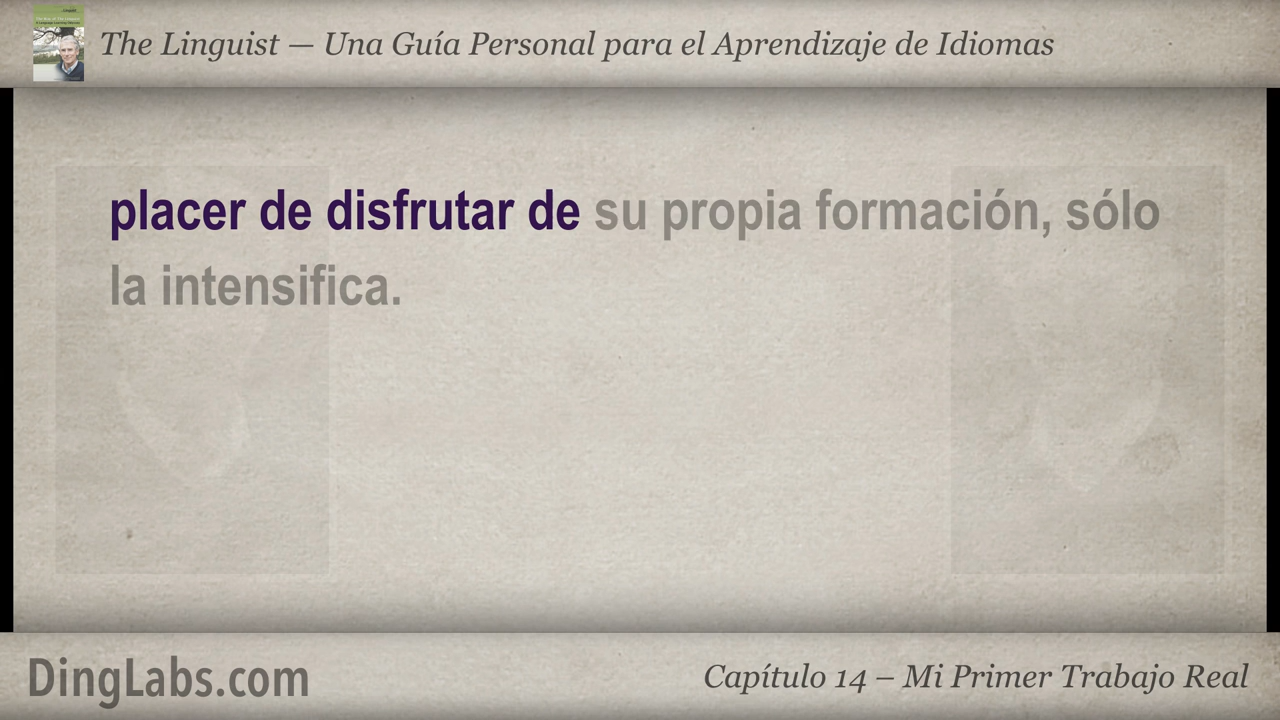 The Linguist — Una Guía Personal para el Aprendizaje de Idiomas
placer de disfrutar de su propia formación, sólo
la intensifica.
DingLabs.com
Capítulo 14 – Mi Primer Trabajo Real